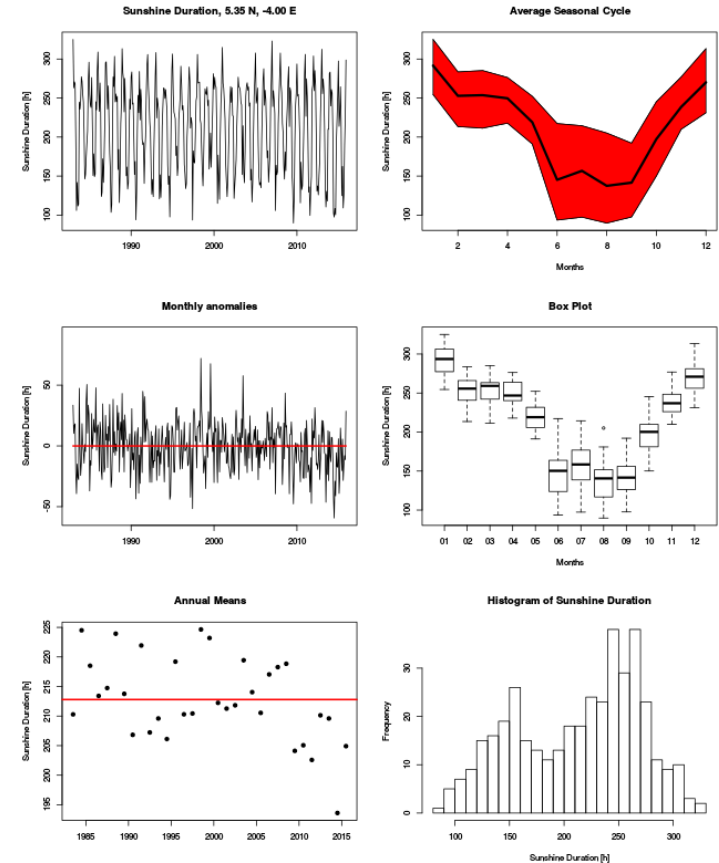 Sunshine Duration, 5.35 N, -4.00 E
Sunshine Duration [h]
100 150 200 250 300
1990 2000 2010
Average Seasonal Cycle
Sunshine Duration [h]
100 150 200 250 300
2 4 6 8 10 12
Months
Monthly anomalies
Sunshine Duration [h]
-50 0 50
1990 2000 2010
Box Plot
Sunshine Duration [h]
100 150 200 250 300
01 02 03 04 05 06 07 08 09 10 11 12
Months
Annual Means
Sunshine Duration [h]
195 200 205 210 215 220 225
1985 1990 1995 2000 2005 2010 2015
Histogram of Sunshine Duration
Frequency
0 10 20 30
100 150 200 250 300
Sunshine Duration [h]